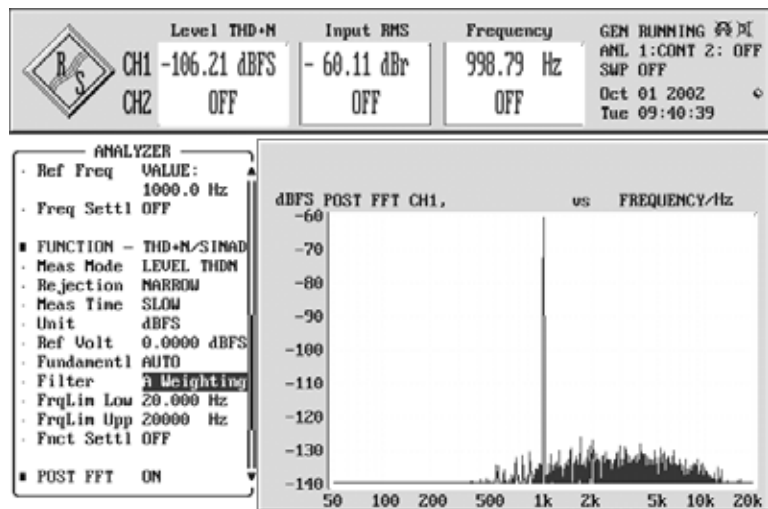 Level THD+N
Input RMS
Frequency
GEN RUNNING
R
S
CH1 -106.21 dBFS
- 60.11 dBr
998.79 Hz
ANL 1:CONT 2: OFF
SWP OFF
CH2 OFF
OFF
OFF
Oct 01 2002
Tue 09:40:39
ANALYZER
Ref Freq VALUE:
1000.0 Hz
Freq Settl OFF
FUNCTION – THD+N/SINAD
Meas Mode LEVEL THDN
Rejection NARROW
Meas Time SLOW
Unit dBFS
Ref Volt 0.0000 dBFS
Fundamentl AUTO
Filter A Weighting
FrqLim Low 20.000 Hz
FrqLim Upp 20000 Hz
Fnct Settl OFF
POST FFT ON
dBFS POST FFT CH1, vs FREQUENCY/Hz
-60
-70
-80
-90
-100
-110
-120
-130
-140
50 100 200 500 1k 2k 5k 10k 20k